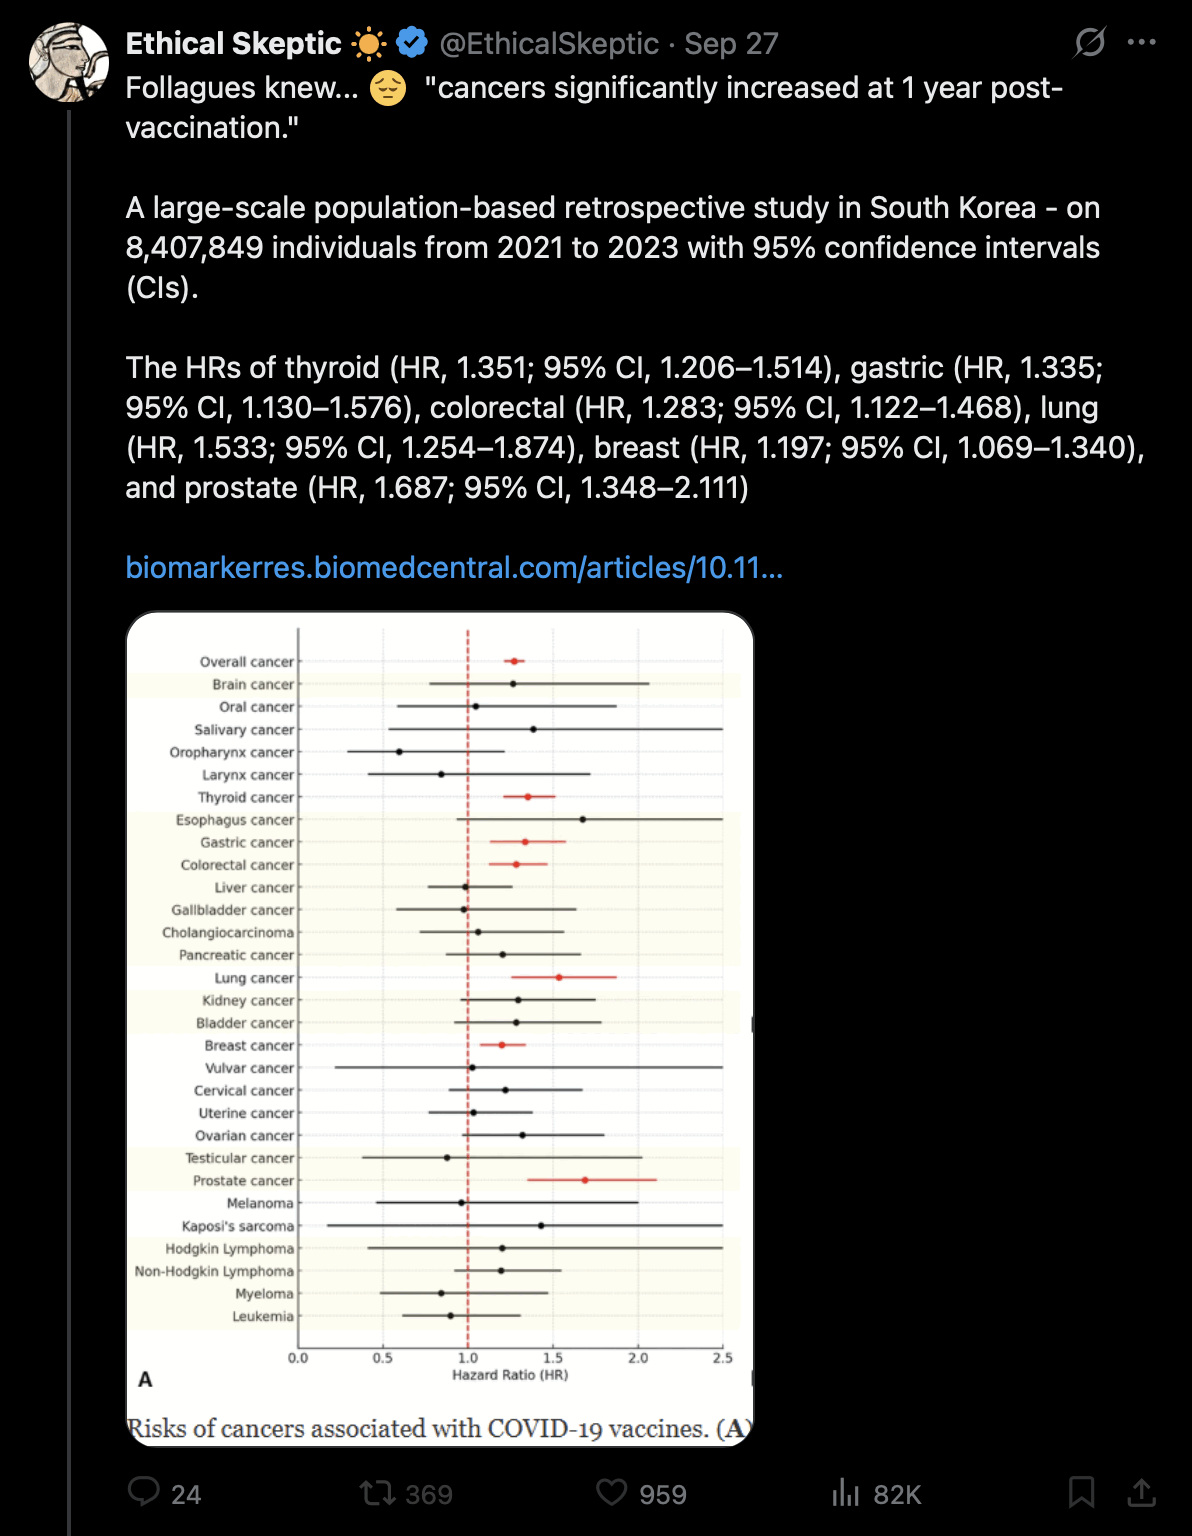 Ethical Skeptic ☀️ @EthicalSkeptic · Sep 27
Follagues knew... 😔 "cancers significantly increased at 1 year post-
vaccination."
A large-scale population-based retrospective study in South Korea - on
8,407,849 individuals from 2021 to 2023 with 95% confidence intervals
(CIs).
The HRs of thyroid (HR, 1.351; 95% CI, 1.206–1.514), gastric (HR, 1.335;
95% CI, 1.130–1.576), colorectal (HR, 1.283; 95% CI, 1.122–1.468), lung
(HR, 1.533; 95% CI, 1.254–1.874), breast (HR, 1.197; 95% CI, 1.069–1.340),
and prostate (HR, 1.687; 95% CI, 1.348–2.111)
biomarkerres.biomedcentral.com/articles/10.11...
Overall cancer
Brain cancer
Oral cancer
Salivary cancer
Oropharynx cancer
Larynx cancer
Thyroid cancer
Esophagus cancer
Gastric cancer
Colorectal cancer
Liver cancer
Gallbladder cancer
Cholangiocarcinoma
Pancreatic cancer
Lung cancer
Kidney cancer
Bladder cancer
Breast cancer
Vulvar cancer
Cervical cancer
Uterine cancer
Ovarian cancer
Testicular cancer
Prostate cancer
Melanoma
Kaposi's sarcoma
Hodgkin Lymphoma
Non-Hodgkin Lymphoma
Myeloma
Leukemia
0.0 0.5 1.0 1.5 2.0 2.5
Hazard Ratio (HR)
A
Risks of cancers associated with COVID-19 vaccines. (A)
24 369 959 82K